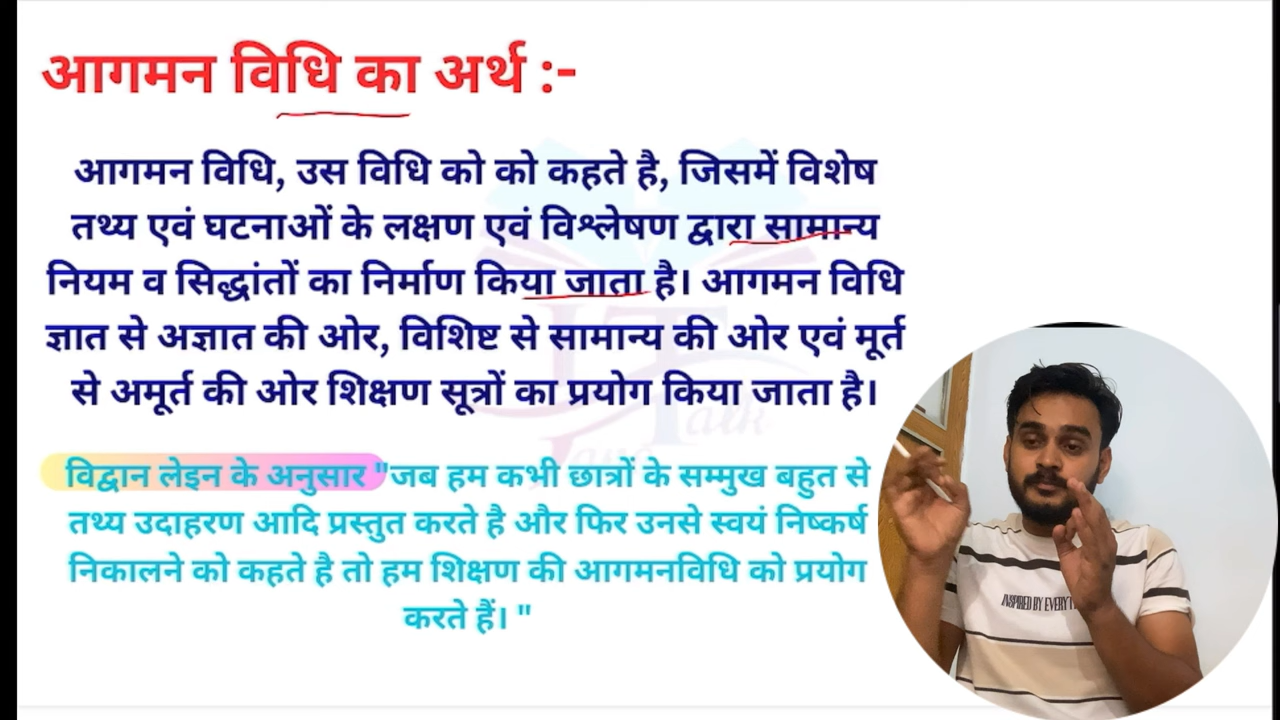 आगमन विधि का अर्थ :-
आगमन विधि, उस विधि को को कहते है, जिसमें विशेष
तथ्य एवं घटनाओं के लक्षण एवं विश्लेषण द्वारा सामान्य
नियम व सिद्धांतों का निर्माण किया जाता है। आगमन विधि
ज्ञात से अज्ञात की ओर, विशिष्ट से सामान्य की ओर एवं मूर्त
से अमूर्त की ओर शिक्षण सूत्रों का प्रयोग किया जाता है।
विद्वान लेइन के अनुसार "जब हम कभी छात्रों के सम्मुख बहुत से
तथ्य उदाहरण आदि प्रस्तुत करते है और फिर उनसे स्वयं निष्कर्ष
निकालने को कहते है तो हम शिक्षण की आगमनविधि को प्रयोग
करते हैं। "
INSPIRED BY